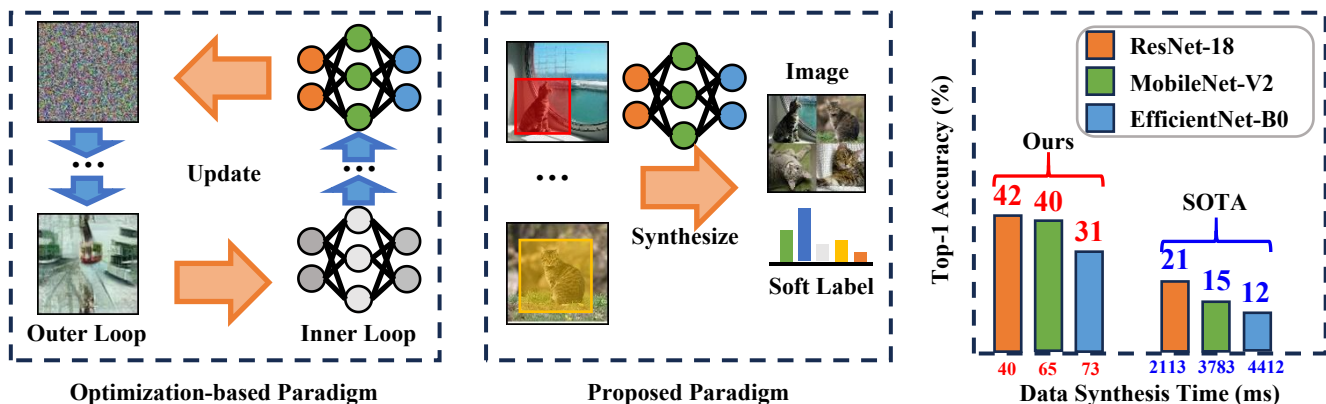 ...
Update
...
Outer Loop
Inner Loop
Optimization-based Paradigm
...
Image
Synthesize
Soft Label
Proposed Paradigm
ResNet-18
MobileNet-V2
EfficientNet-B0
Top-1 Accuracy (%)
Ours
42
40
31
SOTA
21
15
12
40
65
73
2113
3783
4412
Data Synthesis Time (ms)